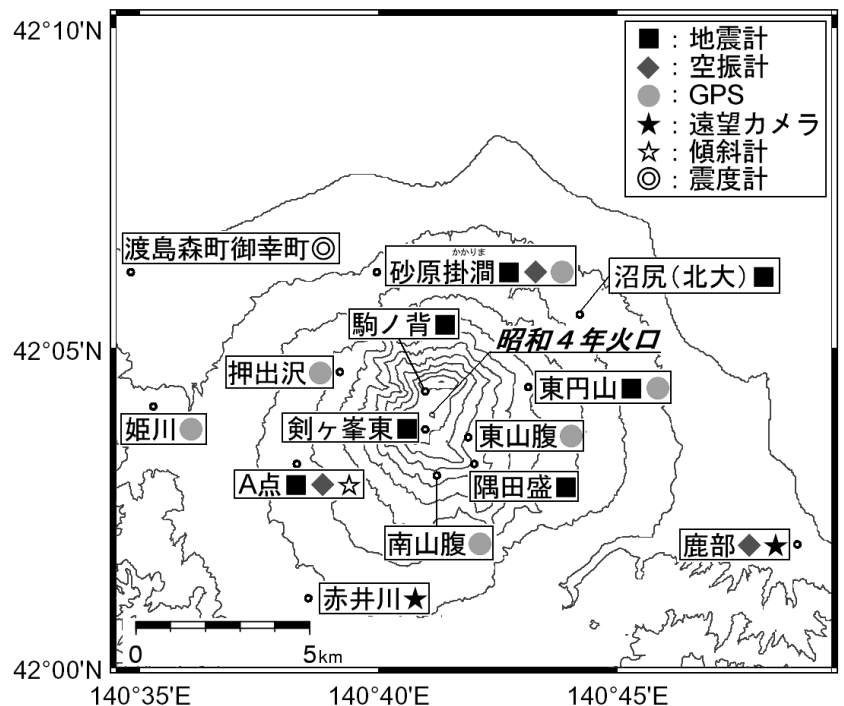 42°10'N
■：地震計
◆：空振計
●：GPS
★：遠望カメラ
☆：傾斜計
◎：震度計
渡島森町御幸町◎
かかりま
砂原掛澗■◆●
沼尻（北大）■
駒ノ背■
昭和４年火口
42°05'N
押出沢●
東円山■●
姫川●
剣ヶ峯東■
東山腹●
A点■◆☆
隅田盛■
南山腹●
鹿部◆★
赤井川★
0 5km
42°00'N
140°35'E 140°40'E 140°45'E